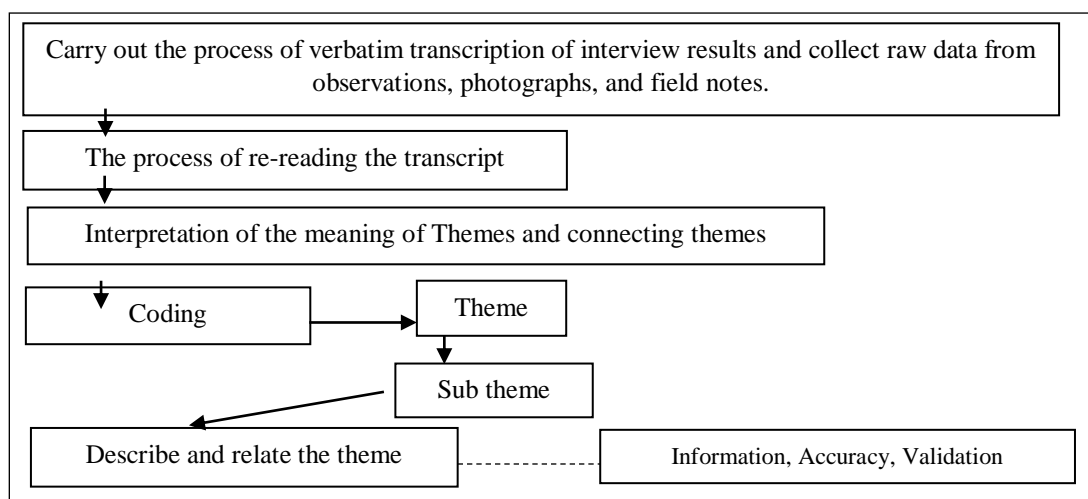 Carry out the process of verbatim transcription of interview results and collect raw data from
observations, photographs, and field notes.
The process of re-reading the transcript
Interpretation of the meaning of Themes and connecting themes
Coding
Theme
Sub theme
Describe and relate the theme
Information, Accuracy, Validation